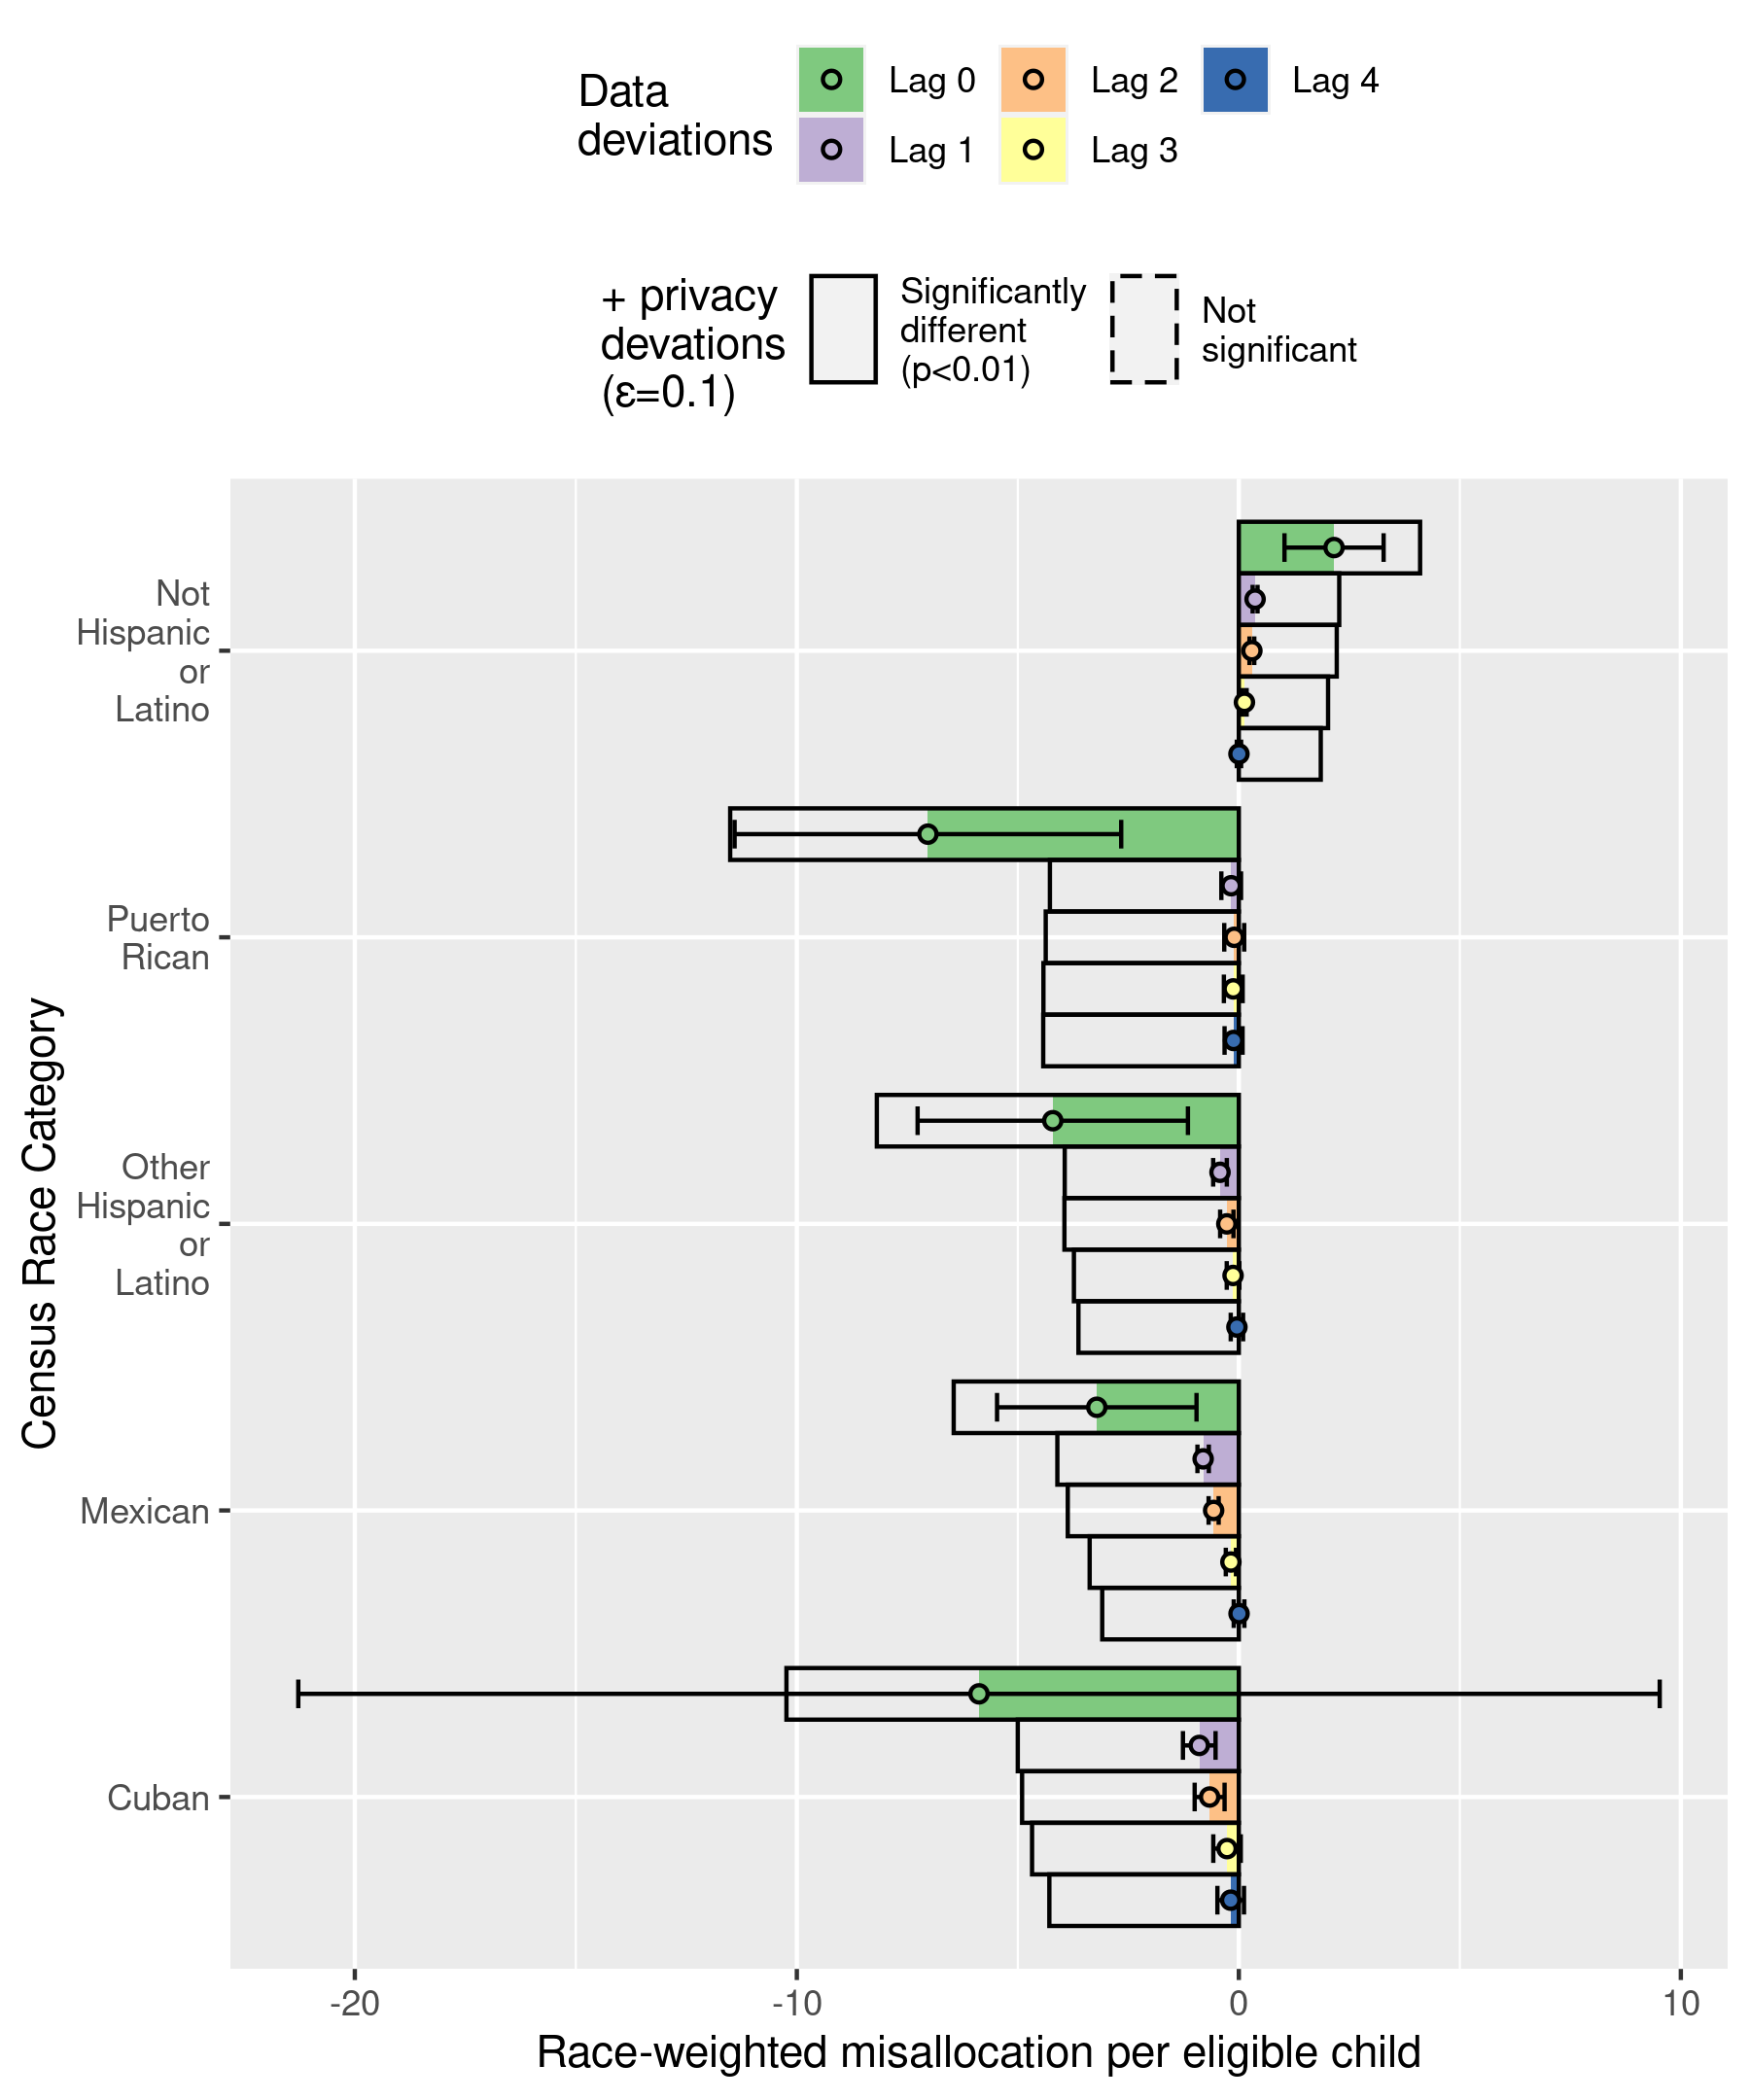 Data
deviations
Lag 0
Lag 2
Lag 4
Lag 1
Lag 3
+ privacy
devations
(ε=0.1)
Significantly
different
(p<0.01)
Not
significant
Census Race Category
Not
Hispanic
or
Latino
Puerto
Rican
Other
Hispanic
or
Latino
Mexican
Cuban
-20
-10
0
10
Race-weighted misallocation per eligible child